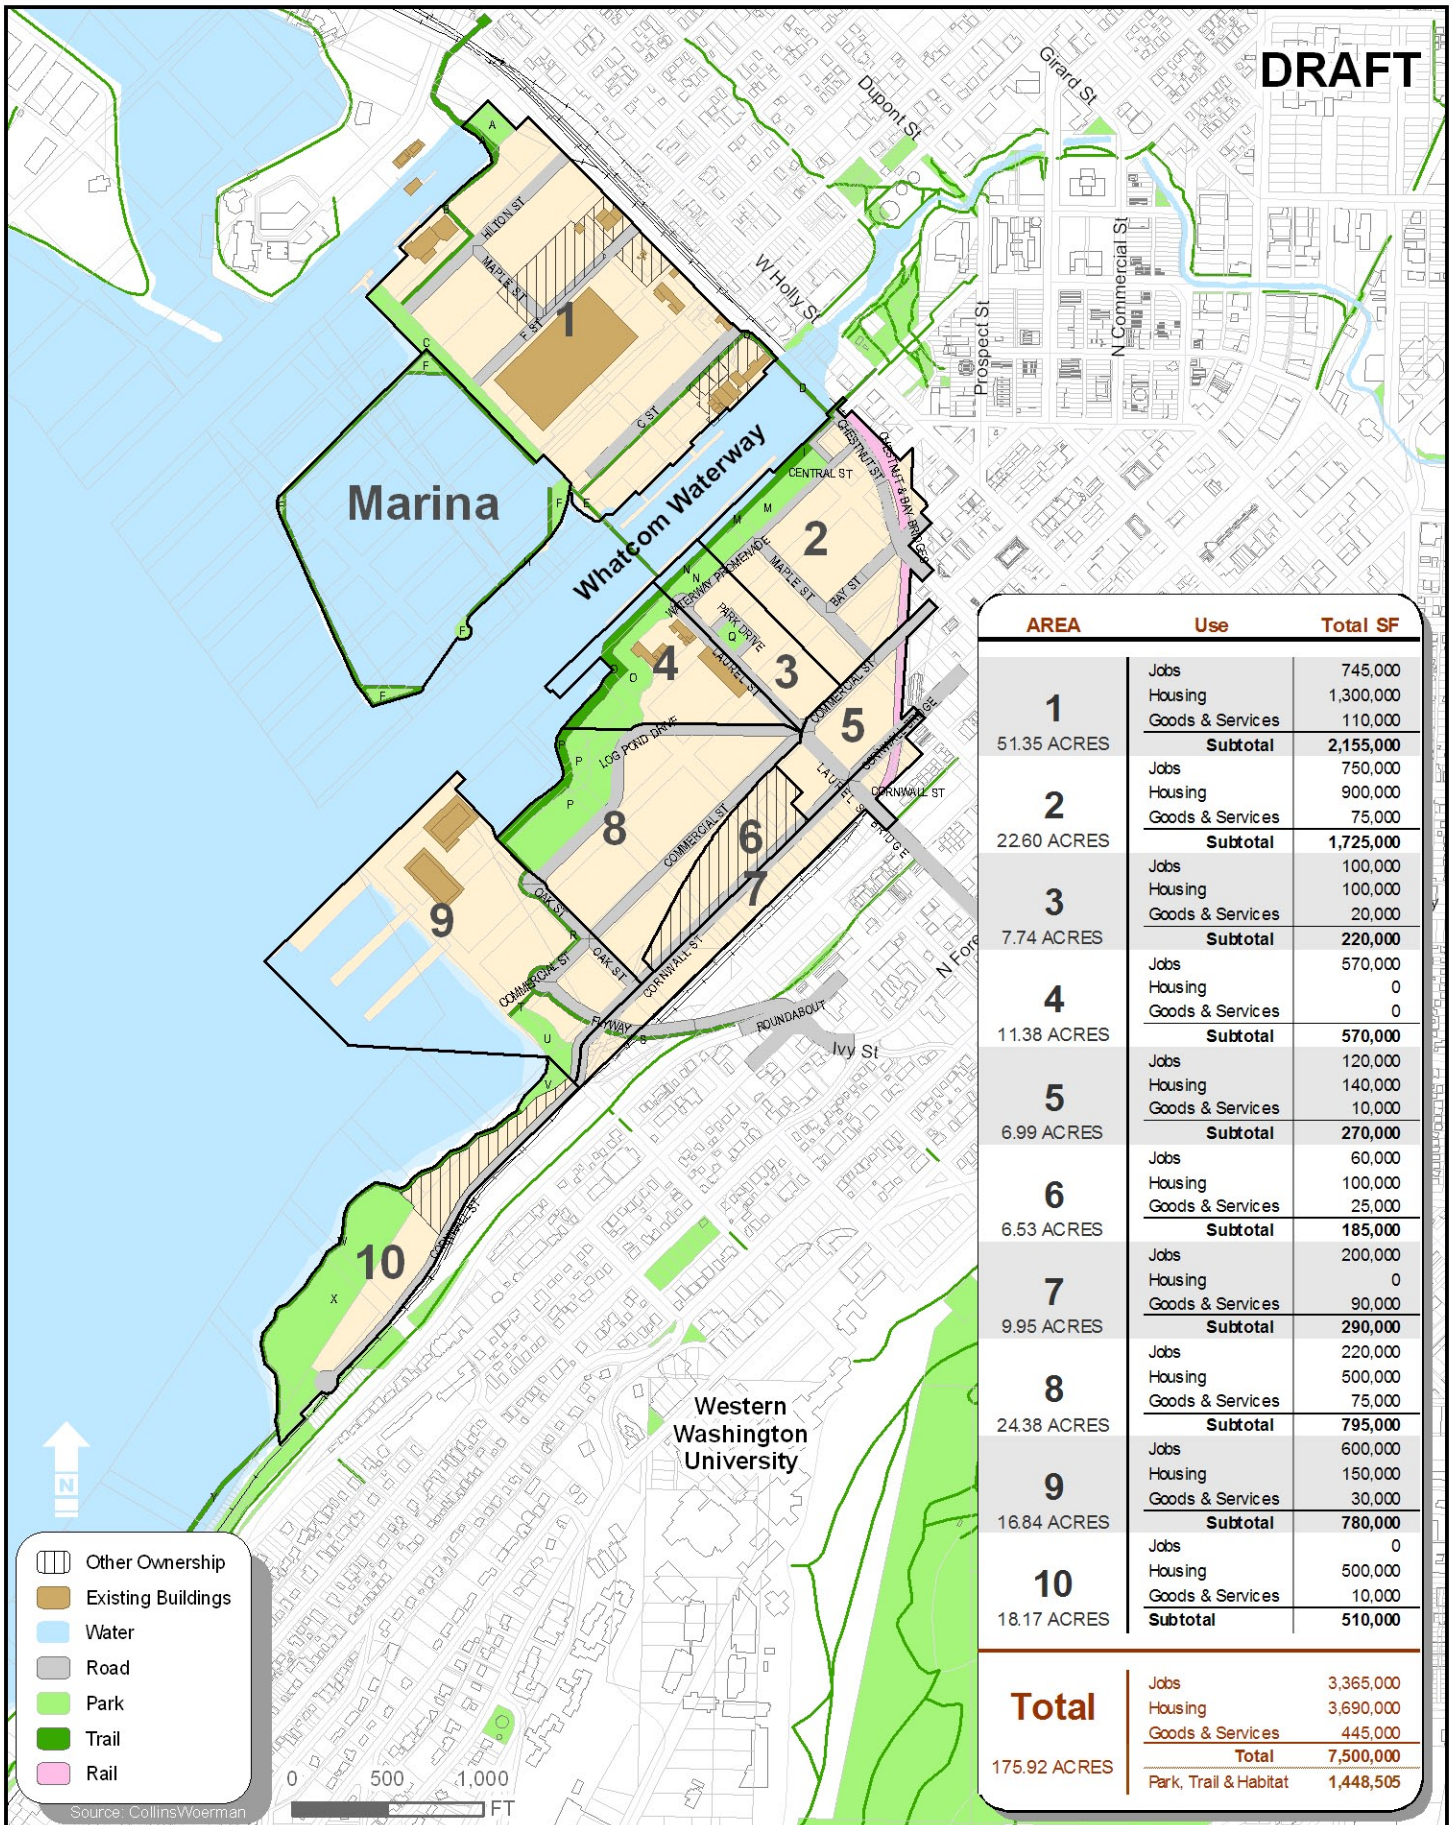 DRAFT
Girard St
Dupont St
A
B
HILTON ST
MAPLE ST
W Holly St
N Commercial St
Prospect St
1
F ST
C
F
C ST
G
D
CHESTNUT ST
CHESTNUT & BAY BRIDGES
I
CENTRAL ST
Marina
F
F
E
Whatcom Waterway
M
M
2
MAPLE ST
BAY ST
N
N
WATERWAY PROMENADE
PARK DRIVE
Q
F
F
O
4
LAUREL ST
3
COMMERCIAL ST
5
P
P
P
LOG POND DRIVE
CORNWALL BRIDGE
CORNWALL ST
LAUREL ST BRIDGE
8
COMMERCIAL ST
6
7
9
OAK ST
R
OAK ST
CORNWALL ST
COMMERCIAL ST
N Fore
T
FLYWAY
S
ROUNDABOUT
Ivy St
U
V
10
CORNWALL ST
X
Western
Washington
University
N
AREA Use Total SF
1
51.35 ACRES
Jobs 745,000
Housing 1,300,000
Goods & Services 110,000
Subtotal 2,155,000
2
22.60 ACRES
Jobs 750,000
Housing 900,000
Goods & Services 75,000
Subtotal 1,725,000
3
7.74 ACRES
Jobs 100,000
Housing 100,000
Goods & Services 20,000
Subtotal 220,000
4
11.38 ACRES
Jobs 570,000
Housing 0
Goods & Services 0
Subtotal 570,000
5
6.99 ACRES
Jobs 120,000
Housing 140,000
Goods & Services 10,000
Subtotal 270,000
6
6.53 ACRES
Jobs 60,000
Housing 100,000
Goods & Services 25,000
Subtotal 185,000
7
9.95 ACRES
Jobs 200,000
Housing 0
Goods & Services 90,000
Subtotal 290,000
8
24.38 ACRES
Jobs 220,000
Housing 500,000
Goods & Services 75,000
Subtotal 795,000
9
16.84 ACRES
Jobs 600,000
Housing 150,000
Goods & Services 30,000
Subtotal 780,000
10
18.17 ACRES
Jobs 0
Housing 500,000
Goods & Services 10,000
Subtotal 510,000
Total
175.92 ACRES
Jobs 3,365,000
Housing 3,690,000
Goods & Services 445,000
Total 7,500,000
Park, Trail & Habitat 1,448,505
Other Ownership
Existing Buildings
Water
Road
Park
Trail
Rail
Source: CollinsWoerman
0 500 1,000
FT